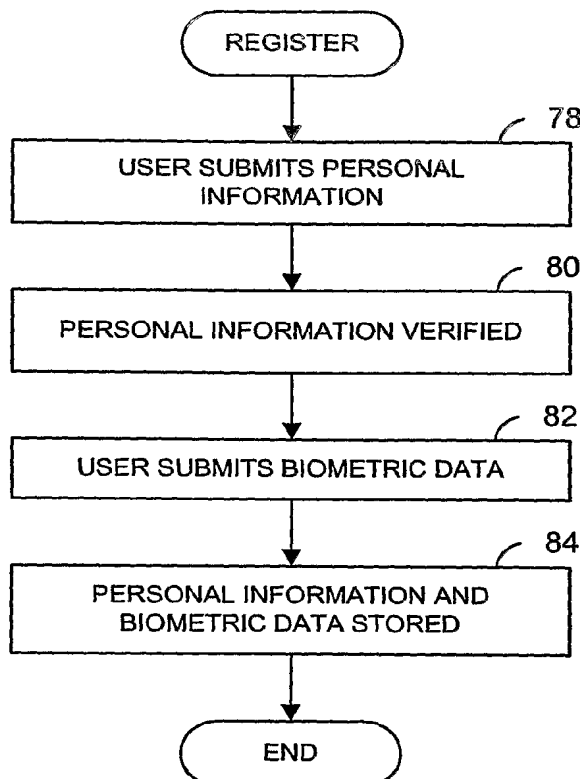 REGISTER
78
USER SUBMITS PERSONAL
INFORMATION
80
PERSONAL INFORMATION VERIFIED
82
USER SUBMITS BIOMETRIC DATA
84
PERSONAL INFORMATION AND
BIOMETRIC DATA STORED
END